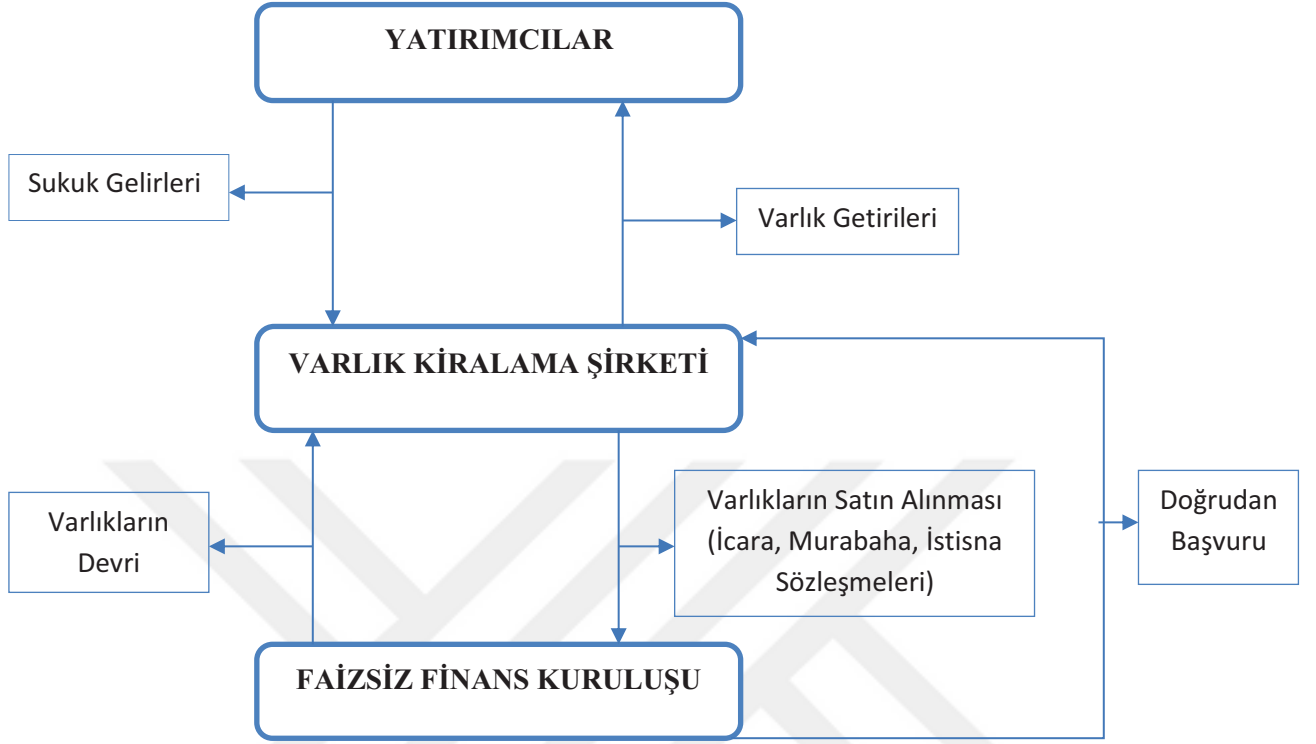 YATIRIMCILAR
Sukuk Gelirleri
Varlık Getirileri
VARLIK KİRALAMA ŞİRKETİ
Varlıkların
Devri
Varlıkların Satın Alınması
(İcara, Murabaha, İstisna
Sözleşmeleri)
Doğrudan
Başvuru
FAİZSİZ FİNANS KURULUŞU